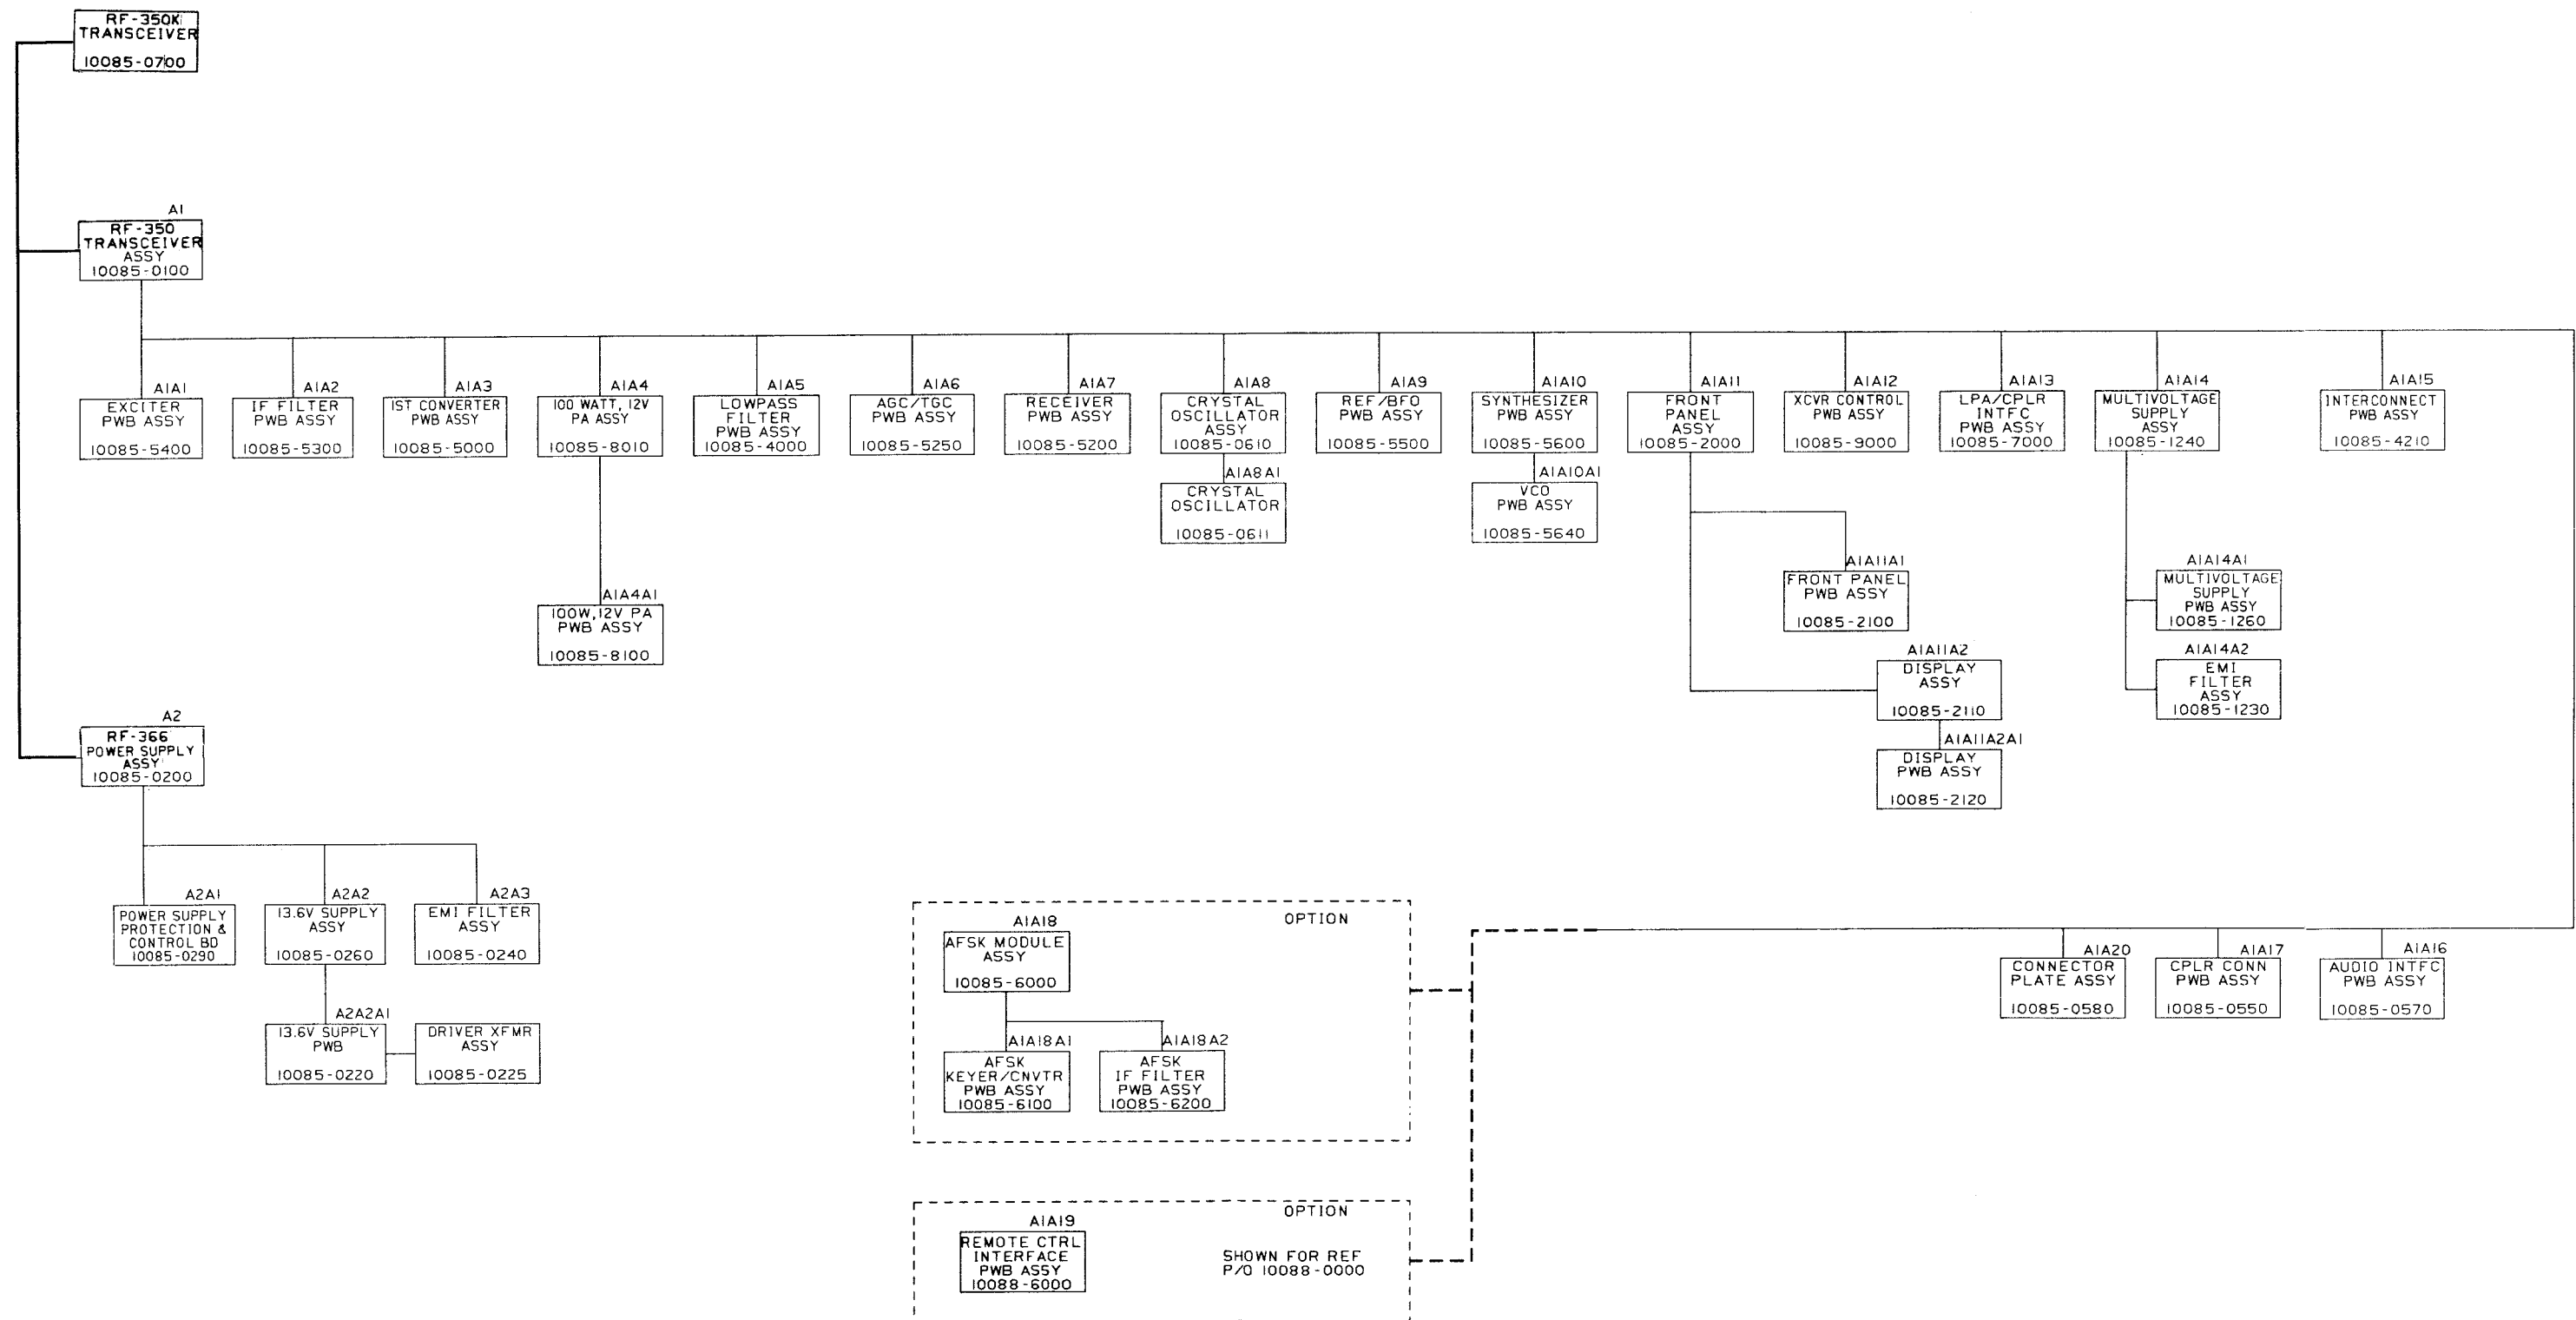 RF-350K
TRANSCEIVER
10085-0700
A1
RF-350
TRANSCEIVER
ASSY
10085-0100
A1A1
EXCITER
PWB ASSY
10085-5400
A1A2
IF FILTER
PWB ASSY
10085-5300
A1A3
1ST CONVERTER
PWB ASSY
10085-5000
A1A4
100 WATT, 12V
PA ASSY
10085-8010
A1A5
LOWPASS
FILTER
PWB ASSY
10085-4000
A1A6
AGC/TGC
PWB ASSY
10085-5250
A1A7
RECEIVER
PWB ASSY
10085-5200
A1A8
CRYSTAL
OSCILLATOR
ASSY
10085-0610
A1A9
REF/BFO
PWB ASSY
10085-5500
A1A10
SYNTHESIZER
PWB ASSY
10085-5600
A1A11
FRONT
PANEL
ASSY
10085-2000
A1A12
XCVR CONTROL
PWB ASSY
10085-9000
A1A13
LPA/CPLR
INTFC
PWB ASSY
10085-7000
A1A14
MULTIVOLTAGE
SUPPLY
ASSY
10085-1240
A1A15
INTERCONNECT
PWB ASSY
10085-4210
A1A8A1
CRYSTAL
OSCILLATOR
10085-0611
A1A10A1
VCO
PWB ASSY
10085-5640
A1A11A1
FRONT PANEL
PWB ASSY
10085-2100
A1A14A1
MULTIVOLTAGE
SUPPLY
PWB ASSY
10085-1260
A1A4A1
100W,12V PA
PWB ASSY
10085-8100
A1A11A2
DISPLAY
ASSY
10085-2110
A1A14A2
EMI
FILTER
ASSY
10085-1230
A1A11A2A1
DISPLAY
PWB ASSY
10085-2120
A2
RF-366
POWER SUPPLY
ASSY
10085-0200
A2A1
POWER SUPPLY
PROTECTION &
CONTROL BD
10085-0290
A2A2
13.6V SUPPLY
ASSY
10085-0260
A2A3
EMI FILTER
ASSY
10085-0240
A2A2A1
13.6V SUPPLY
PWB
10085-0220
DRIVER XFMR
ASSY
10085-0225
OPTION
A1A18
AFSK MODULE
ASSY
10085-6000
A1A18A1
AFSK
KEYER/CNVTR
PWB ASSY
10085-6100
A1A18A2
AFSK
IF FILTER
PWB ASSY
10085-6200
A1A20
CONNECTOR
PLATE ASSY
10085-0580
A1A17
CPLR CONN
PWB ASSY
10085-0550
A1A16
AUDIO INTFC
PWB ASSY
10085-0570
OPTION
A1A19
REMOTE CTRL
INTERFACE
PWB ASSY
10088-6000
SHOWN FOR REF
P/O 10088-0000